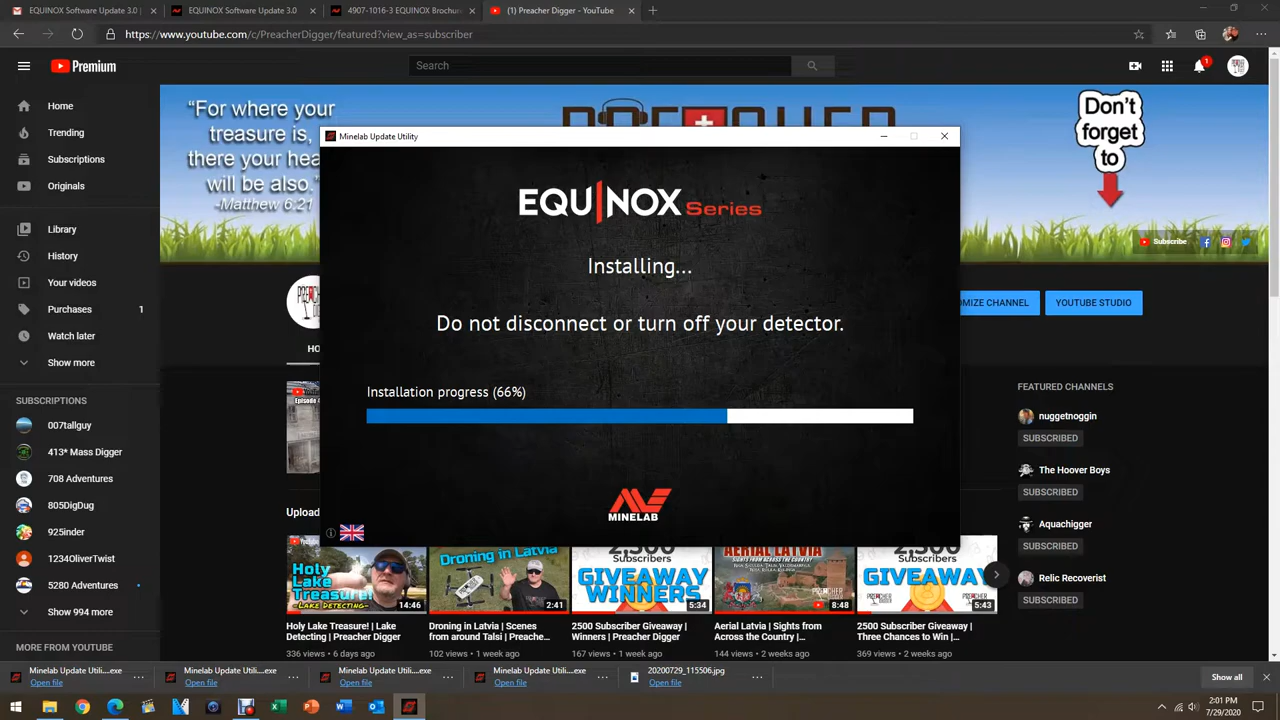 EQUINOX Software Update 3.0
EQUINOX Software Update 3.0
4907-1016-3 EQUINOX Brochure
(1) Preacher Digger - YouTube
https://www.youtube.com/c/PreacherDigger/featured?view_as=subscriber
Premium
Search
1
Home
Trending
Subscriptions
Originals
Library
History
Your videos
Purchases
1
Watch later
Show more
SUBSCRIPTIONS
007tallguy
413* Mass Digger
708 Adventures
805DigDug
925inder
1234OliverTwist
5280 Adventures
Show 994 more
MORE FROM YOUTUBE
“For where your
treasure is,
there your hea
will be also.”
-Matthew 6:21
Don't
forget
to
Subscribe
Minelab Update Utility
EQUINOX Series
Installing...
Do not disconnect or turn off your detector.
Installation progress (66%)
MINELAB
OMIZE CHANNEL
YOUTUBE STUDIO
HO
FEATURED CHANNELS
nuggetnoggin
SUBSCRIBED
The Hoover Boys
SUBSCRIBED
Aquachigger
SUBSCRIBED
Relic Recoverist
SUBSCRIBED
Upload
Holy
Lake
Treasure!
-LAKE DETECTING-
14:46
Droning in Latvia
2:41
2,500
Subscribers
GIVEAWAY
WINNERS
5:34
AERIAL LATVIA
8:48
2,500
Subscribers
GIVEAWAY
5:43
Holy Lake Treasure! | Lake
Detecting | Preacher Digger
336 views • 6 days ago
Droning in Latvia | Scenes
from around Talsi | Preache...
102 views • 1 week ago
2500 Subscriber Giveaway |
Winners | Preacher Digger
167 views • 1 week ago
Aerial Latvia | Sights from
Across the Country |...
144 views • 2 weeks ago
2500 Subscriber Giveaway |
Three Chances to Win |...
369 views • 2 weeks ago
Minelab Update Utili....exe
Open file
Minelab Update Utili....exe
Open file
Minelab Update Utili....exe
Open file
Minelab Update Utili....exe
Open file
20200729_115506.jpg
Open file
Show all
2:01 PM
7/29/2020